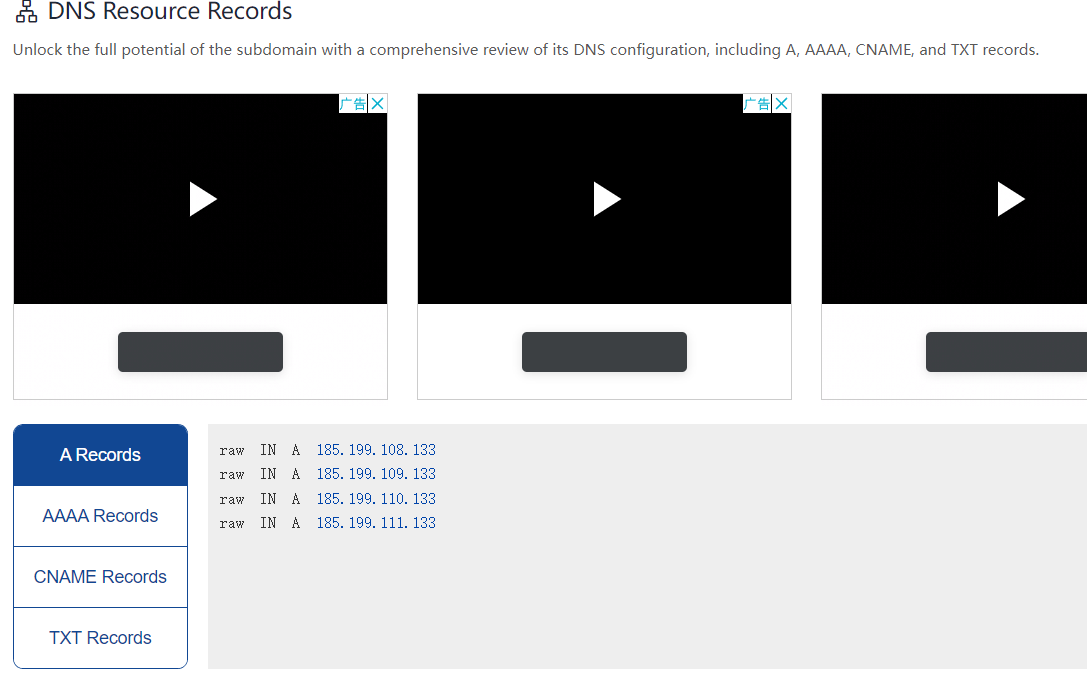 DNS Resource Records
Unlock the full potential of the subdomain with a comprehensive review of its DNS configuration, including A, AAAA, CNAME, and TXT records.
广告
广告
A Records
AAAA Records
CNAME Records
TXT Records
raw IN A 185.199.108.133
raw IN A 185.199.109.133
raw IN A 185.199.110.133
raw IN A 185.199.111.133